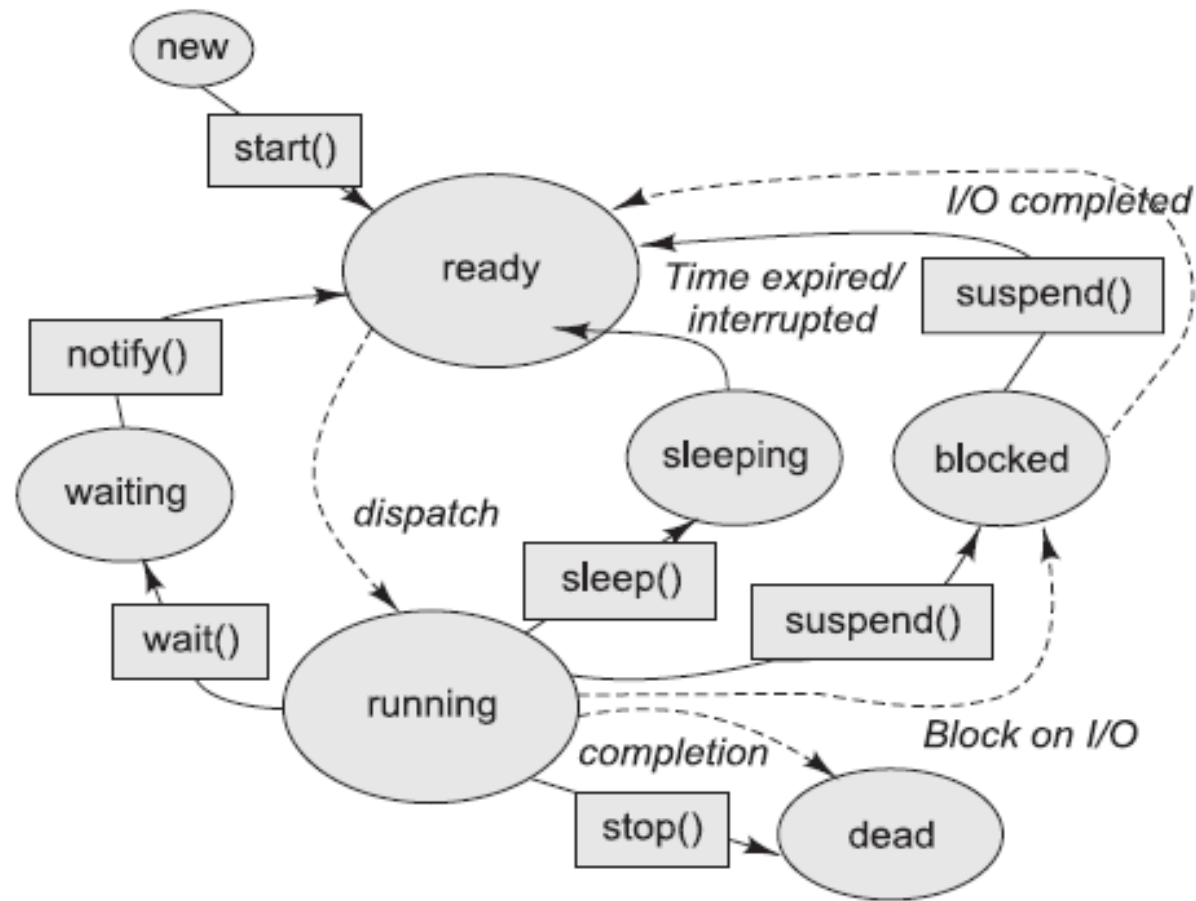 new
start()
I/O completed
ready
Time expired/
interrupted
suspend()
notify()
sleeping
blocked
waiting
dispatch
sleep()
suspend()
wait()
running
Block on I/O
completion
stop()
dead